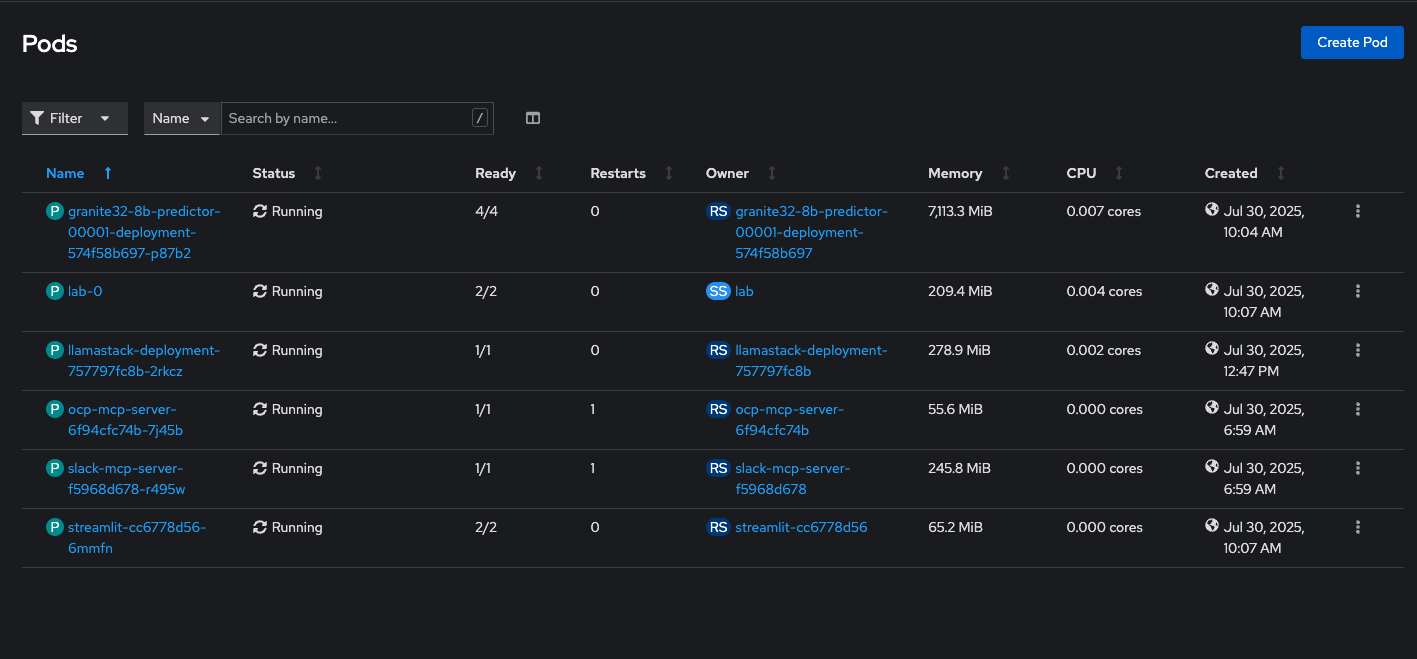 Pods
Create Pod
Filter
Name
Search by name...
/
Name Status Ready Restarts Owner Memory CPU Created
P granite32-8b-predictor- Running 4/4 0 RS granite32-8b-predictor- 7,113.3 MiB 0.007 cores Jul 30, 2025,
00001-deployment- 00001-deployment- 10:04 AM
574f58b697-p87b2 574f58b697
P lab-0 Running 2/2 0 SS lab 209.4 MiB 0.004 cores Jul 30, 2025,
10:07 AM
P llamastack-deployment- Running 1/1 0 RS llamastack-deployment- 278.9 MiB 0.002 cores Jul 30, 2025,
757797fc8b-2rkcz 757797fc8b 12:47 PM
P ocp-mcp-server- Running 1/1 1 RS ocp-mcp-server- 55.6 MiB 0.000 cores Jul 30, 2025,
6f94cfc74b-7j45b 6f94cfc74b 6:59 AM
P slack-mcp-server- Running 1/1 1 RS slack-mcp-server- 245.8 MiB 0.000 cores Jul 30, 2025,
f5968d678-r495w f5968d678 6:59 AM
P streamlit-cc6778d56- Running 2/2 0 RS streamlit-cc6778d56 65.2 MiB 0.000 cores Jul 30, 2025,
6mmfn 10:07 AM